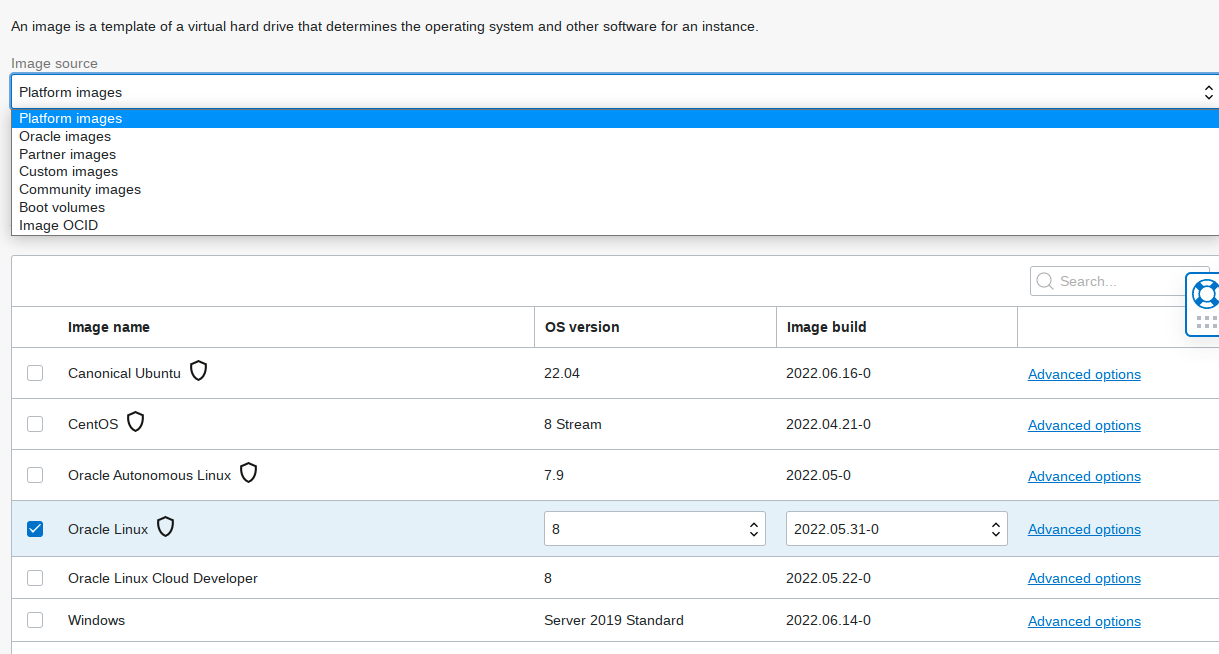 An image is a template of a virtual hard drive that determines the operating system and other software for an instance.
Image source
Platform images
Platform images
Oracle images
Partner images
Custom images
Community images
Boot volumes
Image OCID
Search...
Image name OS version Image build
Canonical Ubuntu 22.04 2022.06.16-0 Advanced options
CentOS 8 Stream 2022.04.21-0 Advanced options
Oracle Autonomous Linux 7.9 2022.05-0 Advanced options
Oracle Linux 8 2022.05.31-0 Advanced options
Oracle Linux Cloud Developer 8 2022.05.22-0 Advanced options
Windows Server 2019 Standard 2022.06.14-0 Advanced options